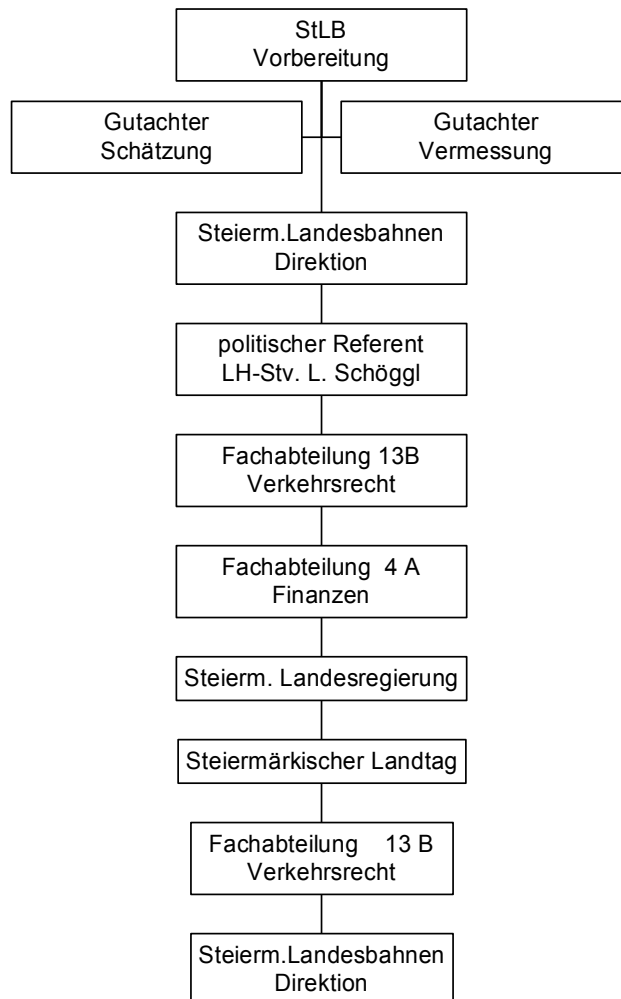 StLB
Vorbereitung
Gutachter
Schätzung
Gutachter
Vermessung
Steierm.Landesbahnen
Direktion
politischer Referent
LH-Stv. L. Schöggl
Fachabteilung 13B
Verkehrsrecht
Fachabteilung  4 A
Finanzen
Steierm. Landesregierung
Steiermärkischer Landtag
Fachabteilung    13 B
Verkehrsrecht
Steierm.Landesbahnen
Direktion